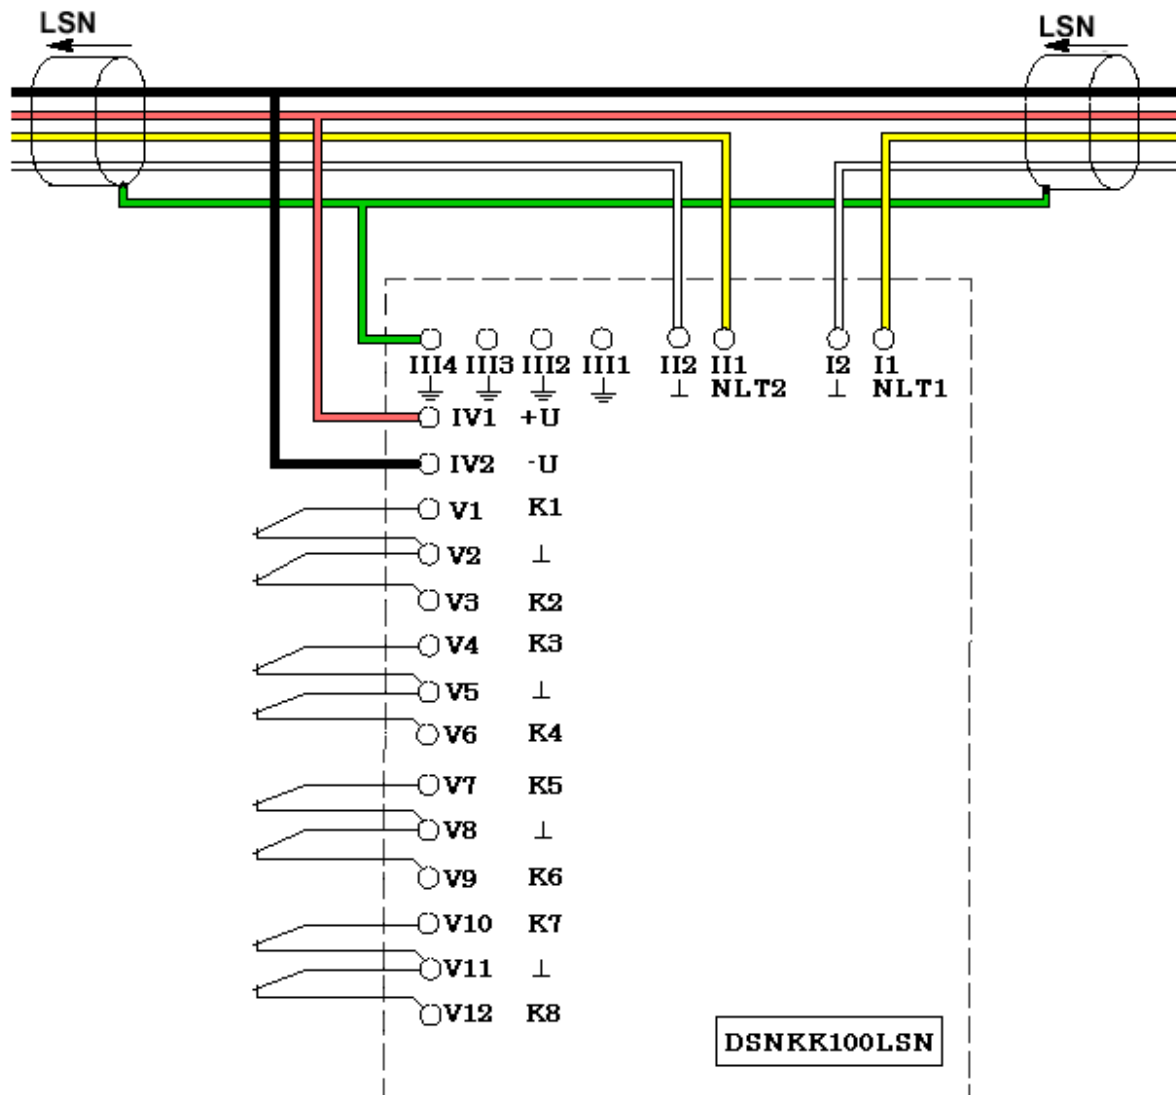 LSN LSN
III4 III3 III2 III1 II2 II1 I2 I1
⊥ NLT2 ⊥ NLT1
IV1 +U
IV2 -U
V1 K1
V2 ⊥
V3 K2
V4 K3
V5 ⊥
V6 K4
V7 K5
V8 ⊥
V9 K6
V10 K7
V11 ⊥
V12 K8
DSNKK100LSN